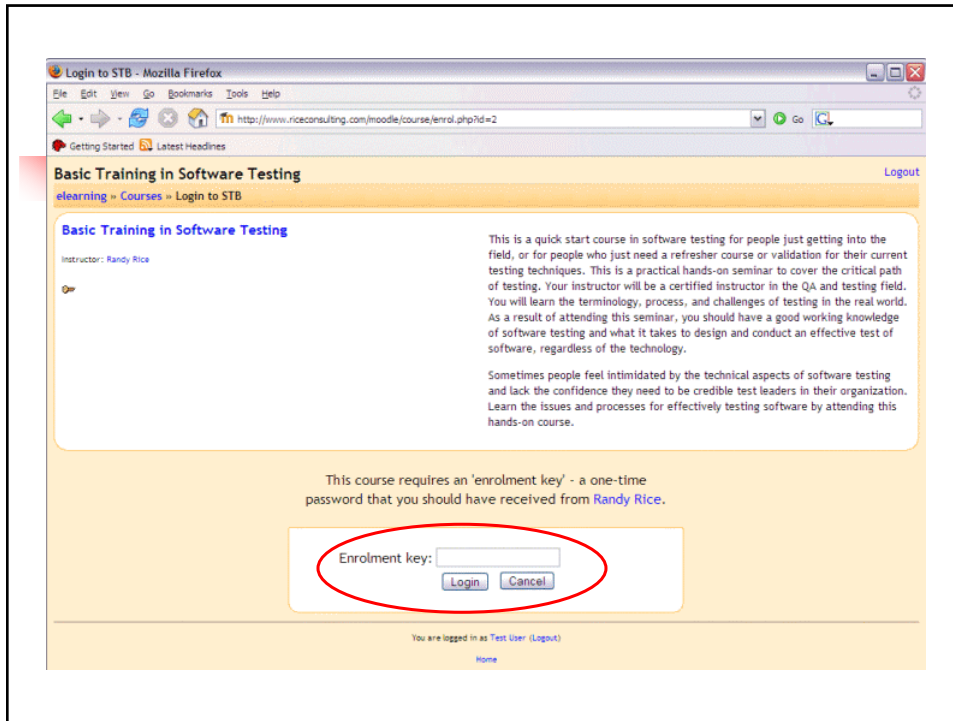 Login to STB - Mozilla Firefox
File Edit View Go Bookmarks Tools Help
http://www.riceconsulting.com/moodle/course/enrol.php?id=2 Go
Getting Started Latest Headlines
Basic Training in Software Testing Logout
elearning » Courses » Login to STB
Basic Training in Software Testing
Instructor: Randy Rice
This is a quick start course in software testing for people just getting into the
field, or for people who just need a refresher course or validation for their current
testing techniques. This is a practical hands-on seminar to cover the critical path
of testing. Your instructor will be a certified instructor in the QA and testing field.
You will learn the terminology, process, and challenges of testing in the real world.
As a result of attending this seminar, you should have a good working knowledge
of software testing and what it takes to design and conduct an effective test of
software, regardless of the technology.
Sometimes people feel intimidated by the technical aspects of software testing
and lack the confidence they need to be credible test leaders in their organization.
Learn the issues and processes for effectively testing software by attending this
hands-on course.
This course requires an 'enrolment key' - a one-time
password that you should have received from Randy Rice.
Enrolment key:
Login Cancel
You are logged in as Test User (Logout)
Home